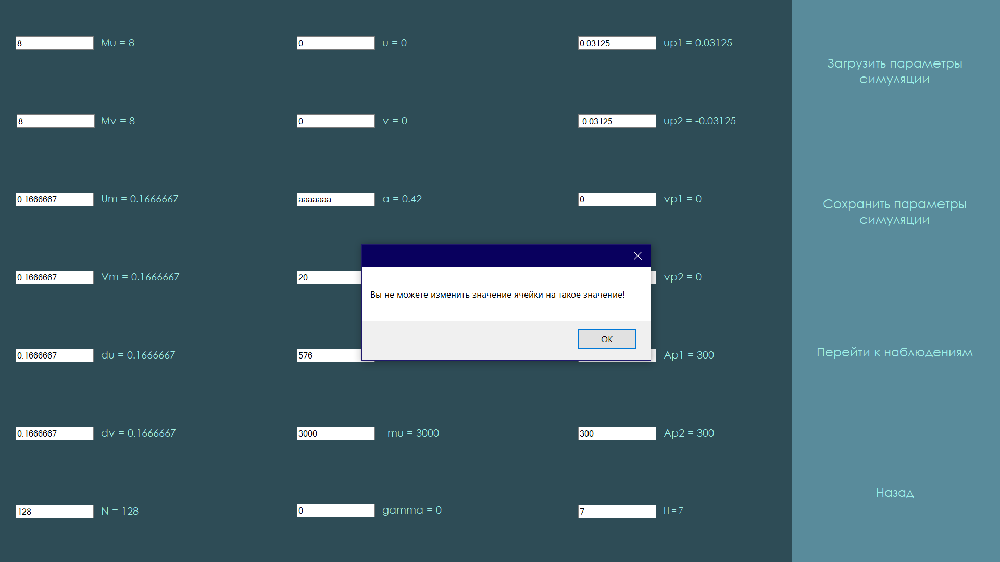 8 Mu = 8 0 u = 0 0.03125 up1 = 0.03125
Загрузить параметры
симуляции
8 Mv = 8 0 v = 0 -0.03125 up2 = -0.03125
0.1666667 Um = 0.1666667 aaaaaaa a = 0.42 0 vp1 = 0
Сохранить параметры
симуляции
0.1666667 Vm = 0.1666667 20 vp2 = 0
Вы не можете изменить значение ячейки на такое значение!
OK
0.1666667 du = 0.1666667 576 Ap1 = 300
Перейти к наблюдениям
0.1666667 dv = 0.1666667 3000 _mu = 3000 300 Ap2 = 300
Назад
128 N = 128 0 gamma = 0 7 H = 7